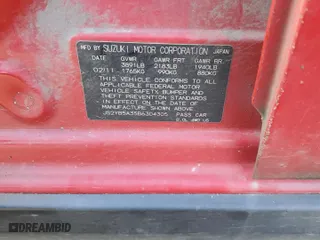 MFD BY SUZUKI MOTOR CORPORATION JAPAN
GVWR GAWR FRT GAWR RR
3891LB 2183LB 1940LB
02/11 1765KG 990KG 880KG
THIS VEHICLE CONFORMS TO ALL
APPLICABLE FEDERAL MOTOR
VEHICLE SAFETY, BUMPER AND
THEFT PREVENTION STANDARDS
IN EFFECT ON THE DATE OF
MANUFACTURE SHOWN ABOVE.
PASS CAR
DREAMBID